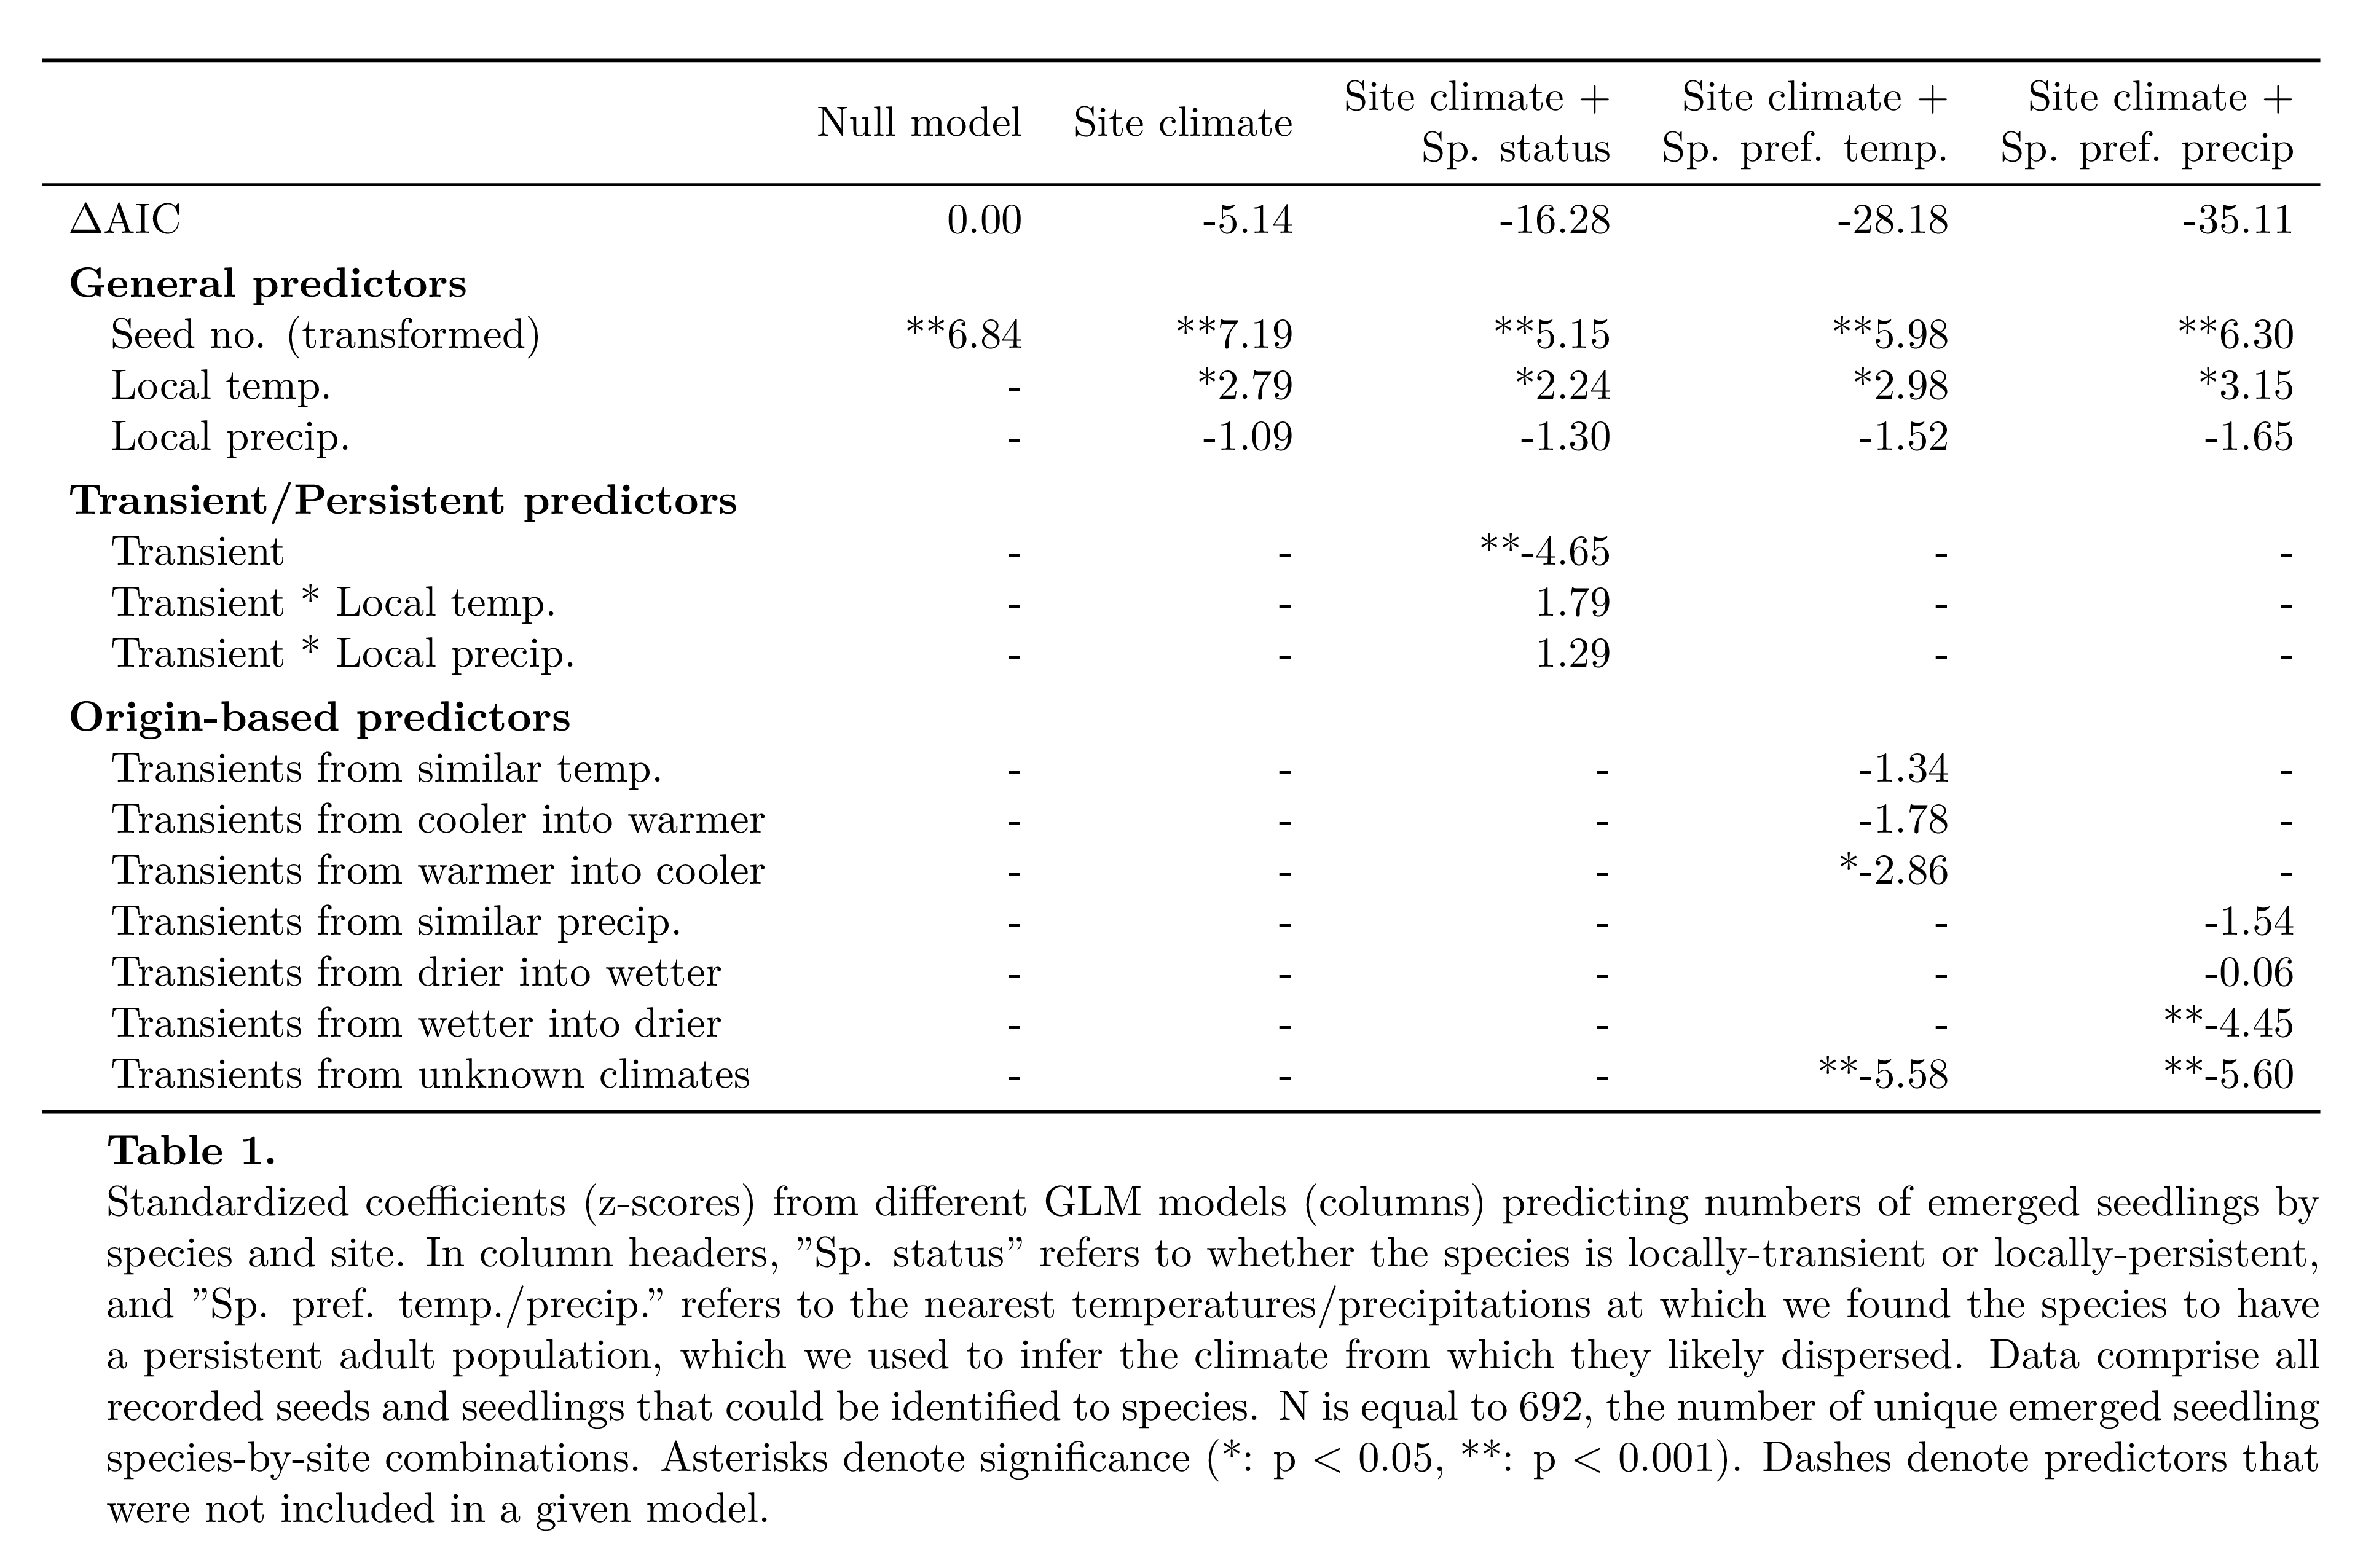 Null model Site climate Site climate + Sp. status Site climate + Sp. pref. temp. Site climate + Sp. pref. precip
ΔAIC 0.00 -5.14 -16.28 -28.18 -35.11
General predictors
Seed no. (transformed) **6.84 **7.19 **5.15 **5.98 **6.30
Local temp. - *2.79 *2.24 *2.98 *3.15
Local precip. - -1.09 -1.30 -1.52 -1.65
Transient/Persistent predictors
Transient - - **-4.65 - -
Transient * Local temp. - - 1.79 - -
Transient * Local precip. - - 1.29 - -
Origin-based predictors
Transients from similar temp. - - - -1.34 -
Transients from cooler into warmer - - - -1.78 -
Transients from warmer into cooler - - - *-2.86 -
Transients from similar precip. - - - - -1.54
Transients from drier into wetter - - - - -0.06
Transients from wetter into drier - - - - **-4.45
Transients from unknown climates - - - **-5.58 **-5.60
Table 1.
Standardized coefficients (z-scores) from different GLM models (columns) predicting numbers of emerged seedlings by
species and site. In column headers, ”Sp. status” refers to whether the species is locally-transient or locally-persistent,
and ”Sp. pref. temp./precip.” refers to the nearest temperatures/precipitations at which we found the species to have
a persistent adult population, which we used to infer the climate from which they likely dispersed. Data comprise all
recorded seeds and seedlings that could be identified to species. N is equal to 692, the number of unique emerged seedling
species-by-site combinations. Asterisks denote significance (*: p < 0.05, **: p < 0.001). Dashes denote predictors that
were not included in a given model.